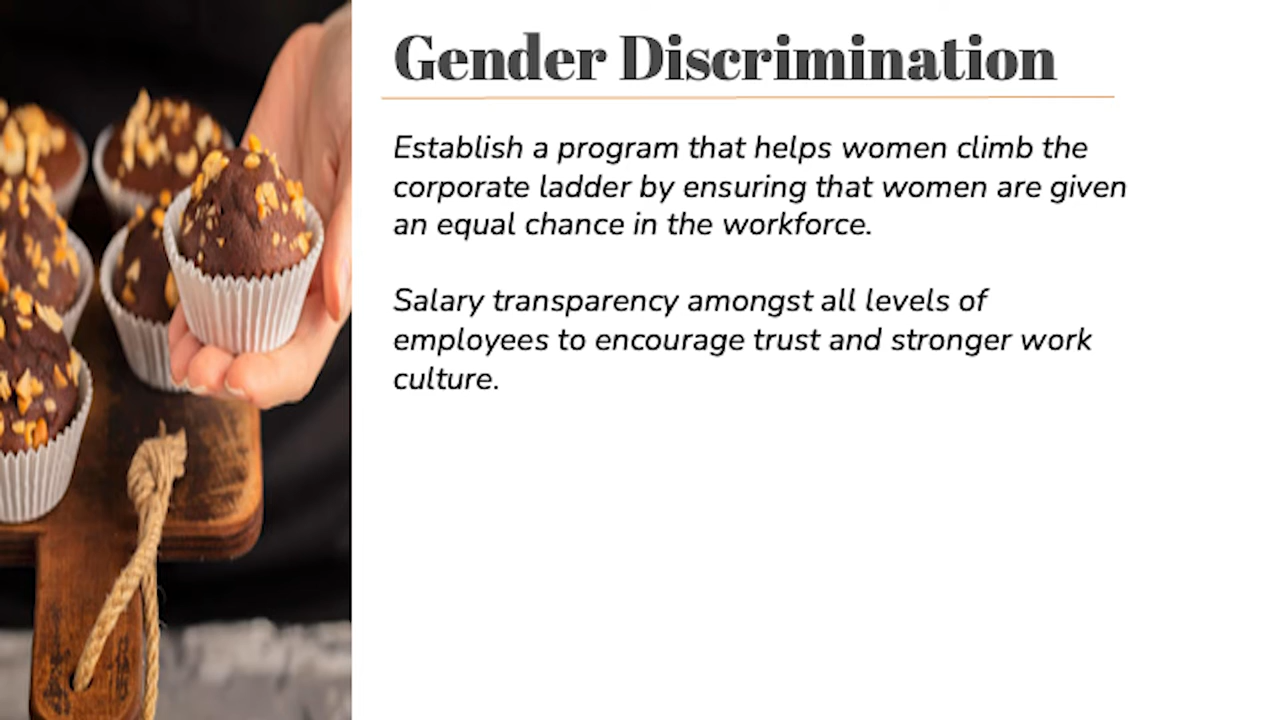 Gender Discrimination
Establish a program that helps women climb the
corporate ladder by ensuring that women are given
an equal chance in the workforce.
Salary transparency amongst all levels of
employees to encourage trust and stronger work
culture.